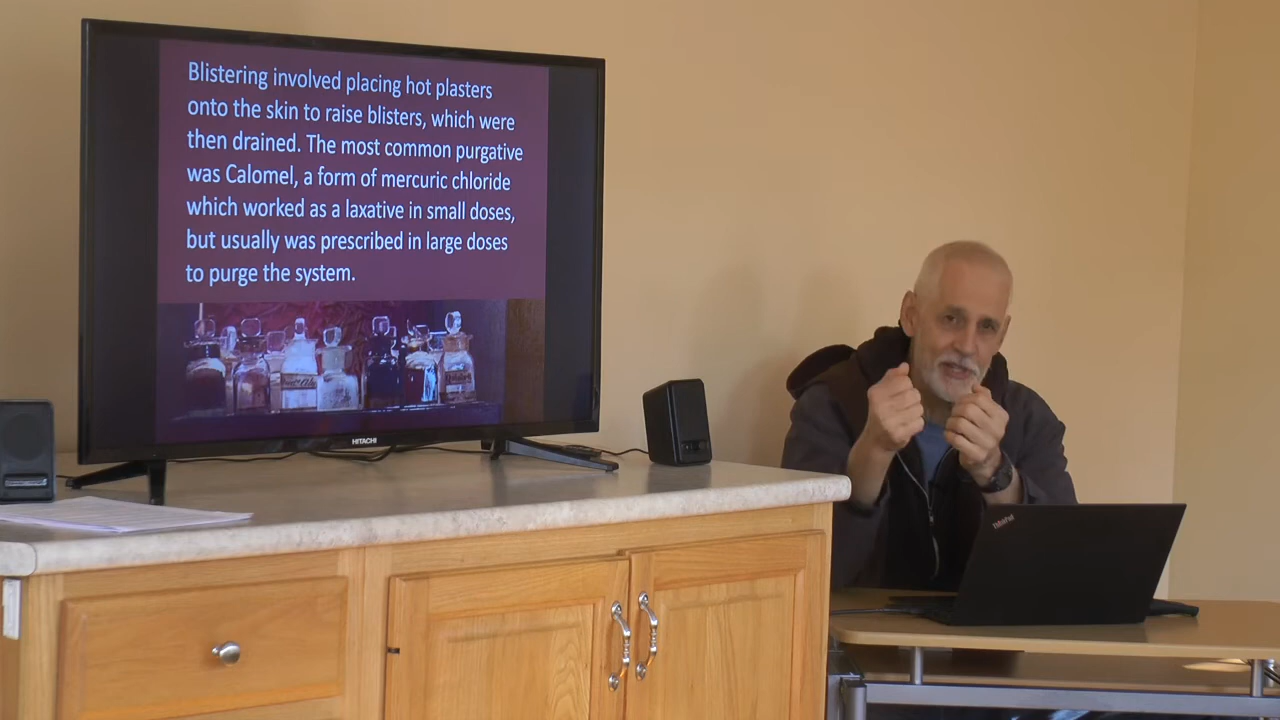 Blistering involved placing hot plasters
onto the skin to raise blisters, which were
then drained. The most common purgative
was Calomel, a form of mercuric chloride
which worked as a laxative in small doses,
but usually was prescribed in large doses
to purge the system.
HITACHI
ThinkPad